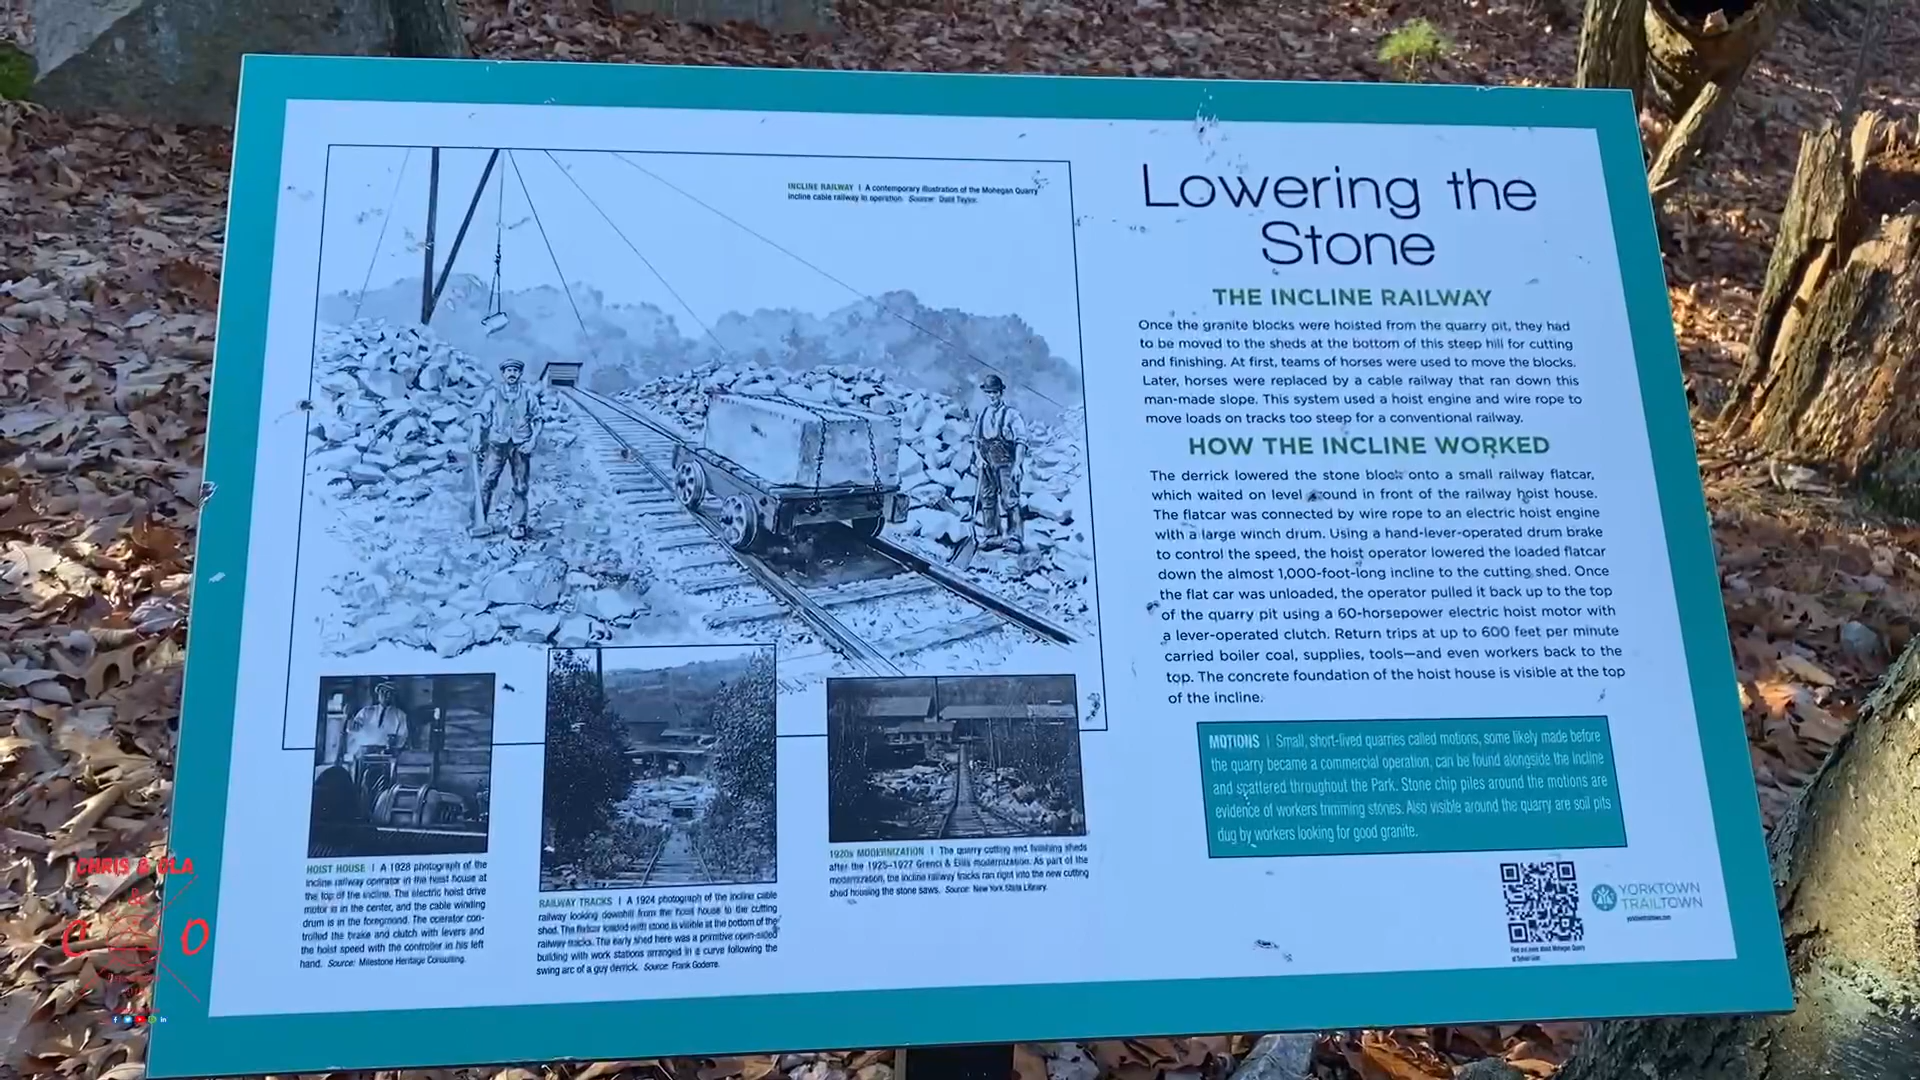 INCLINE RAILWAY | A contemporary illustration of the Mohegan Quarry
incline cable railway in operation. Source: David Taylor.
Lowering the
Stone
THE INCLINE RAILWAY
Once the granite blocks were hoisted from the quarry pit, they had
to be moved to the sheds at the bottom of this steep hill for cutting
and finishing. At first, teams of horses were used to move the blocks.
Later, horses were replaced by a cable railway that ran down this
man-made slope. This system used a hoist engine and wire rope to
move loads on tracks too steep for a conventional railway.
HOW THE INCLINE WORKED
The derrick lowered the stone block onto a small railway flatcar,
which waited on level ground in front of the railway hoist house.
The flatcar was connected by wire rope to an electric hoist engine
with a large winch drum. Using a hand-lever-operated drum brake
to control the speed, the hoist operator lowered the loaded flatcar
down the almost 1,000-foot-long incline to the cutting shed. Once
the flat car was unloaded, the operator pulled it back up to the top
of the quarry pit using a 60-horsepower electric hoist motor with
a lever-operated clutch. Return trips at up to 600 feet per minute
carried boiler coal, supplies, tools—and even workers back to the
top. The concrete foundation of the hoist house is visible at the top
of the incline.
MOTIONS | Small, short-lived quarries called motions, some likely made before
the quarry became a commercial operation, can be found alongside the incline
and scattered throughout the Park. Stone chip piles around the motions are
evidence of workers trimming stones. Also visible around the quarry are soil pits
dug by workers looking for good granite.
HOIST HOUSE | A 1928 photograph of the
incline railway operator in the hoist house at
the top of the incline. The electric hoist drive
motor is in the center, and the cable winding
drum is in the foreground. The operator con-
trolled the brake and clutch with levers and
the hoist speed with the controller in his left
hand. Source: Milestone Heritage Consulting.
RAILWAY TRACKS | A 1924 photograph of the incline cable
railway looking downhill from the hoist house to the cutting
shed. The flatcar loaded with stone is visible at the bottom of the
railway tracks. The early shed here was a primitive open-sided
building with work stations arranged in a curve following the
swing arc of a guy derrick. Source: Frank Goderre.
1920s MODERNIZATION | The quarry cutting and finishing sheds
after the 1925–1927 Grenci & Ellis modernization. As part of the
modernization, the incline railway tracks ran right into the new cutting
shed housing the stone saws. Source: New York State Library.
Find out more about Mohegan Quarry
YORKTOWN
TRAILTOWN
CHRIS & OLA
&
C O